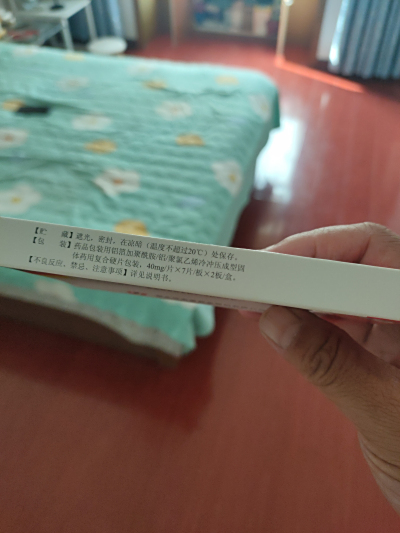 【贮　　藏】避光，密封，在凉暗（温度不超过20℃）处保存。
【包　　装】药品包装用铝箔加聚酰胺/铝/聚氯乙烯冷冲压成型固
体药用复合硬片包装，40mg/片×7片/板×2板/盒。
【不良反应、禁忌、注意事项】详见说明书。